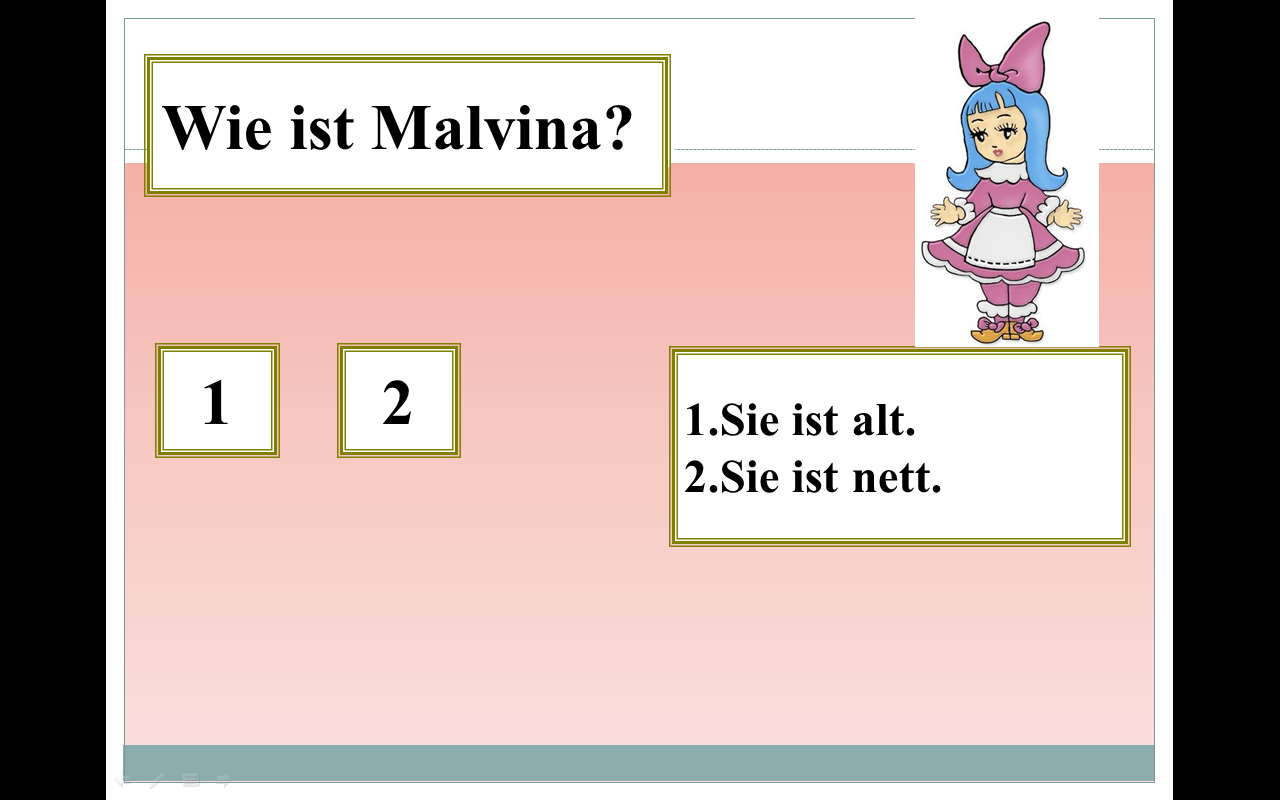 Wie ist Malvina?
1
2
1.Sie ist alt.
2.Sie ist nett.